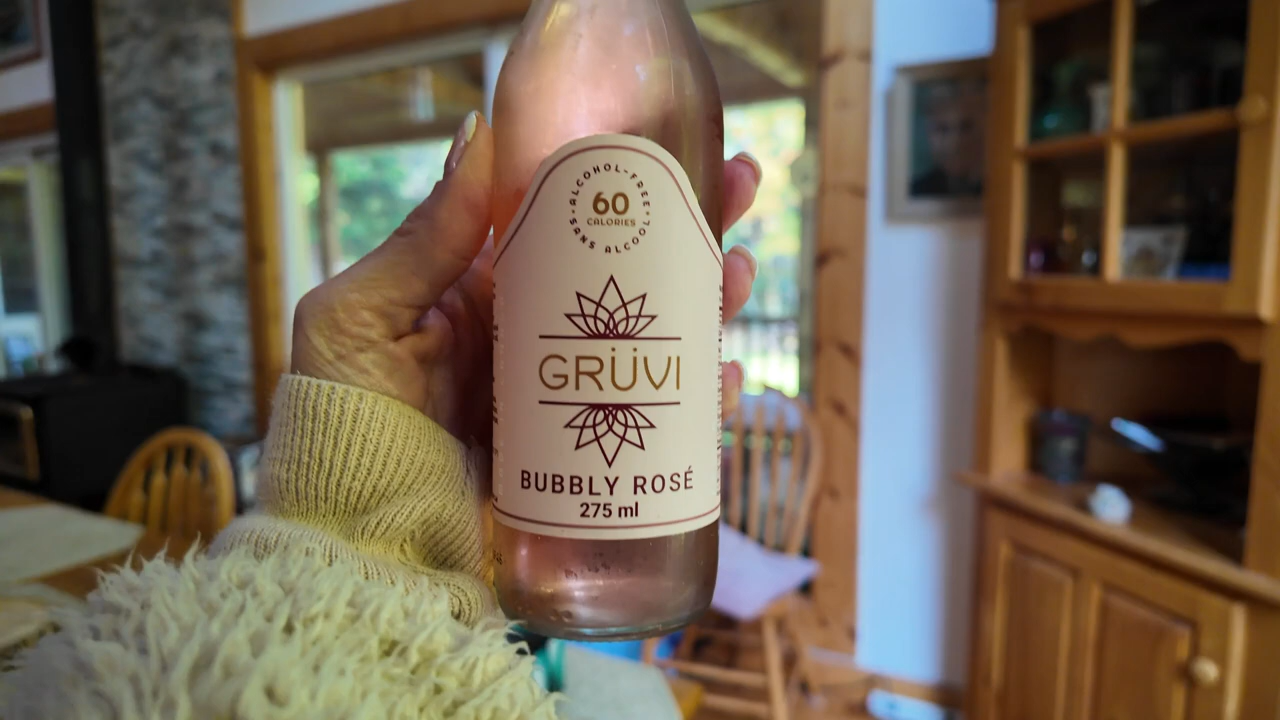 ALCOHOL-FREE
60
CALORIES
SANS ALCOOL
GRÜVI
BUBBLY ROSÉ
275 ml